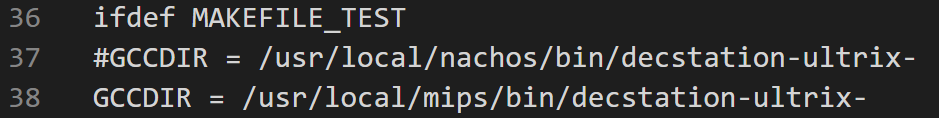 36 ifdef MAKEFILE_TEST
37 #GCCDIR = /usr/local/nachos/bin/decstation-ultrix-
38 GCCDIR = /usr/local/mips/bin/decstation-ultrix-